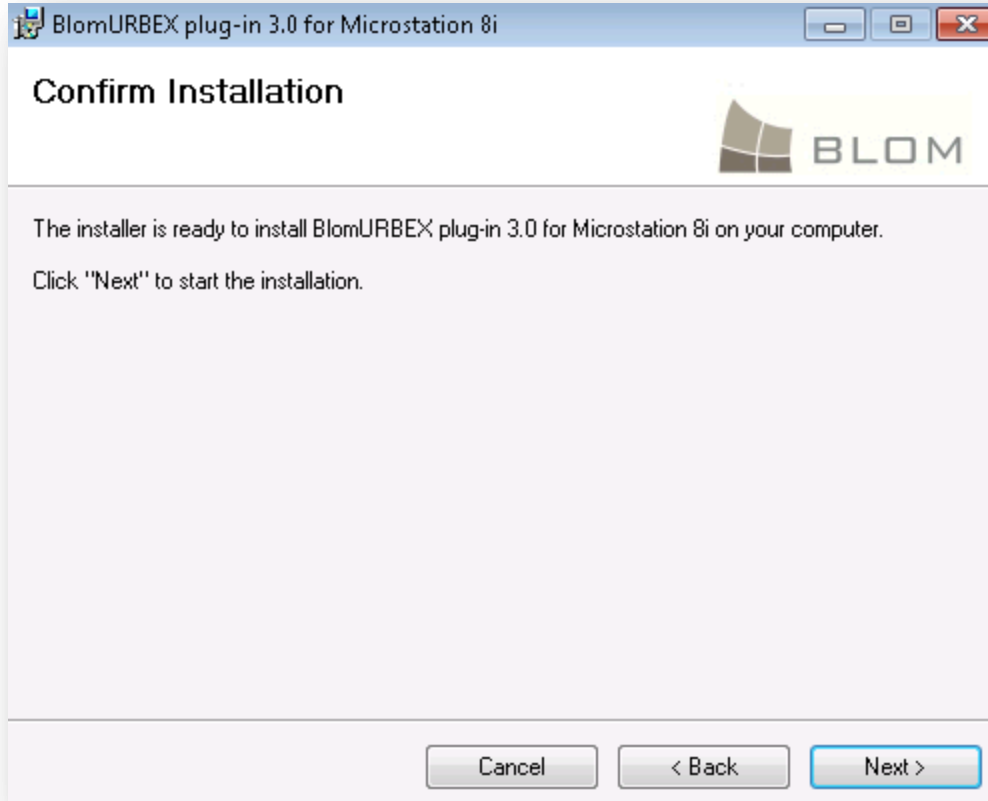 BlomURBEX plug-in 3.0 for Microstation 8i
Confirm Installation
BLOM
The installer is ready to install BlomURBEX plug-in 3.0 for Microstation 8i on your computer.
Click "Next" to start the installation.
Cancel
< Back
Next >